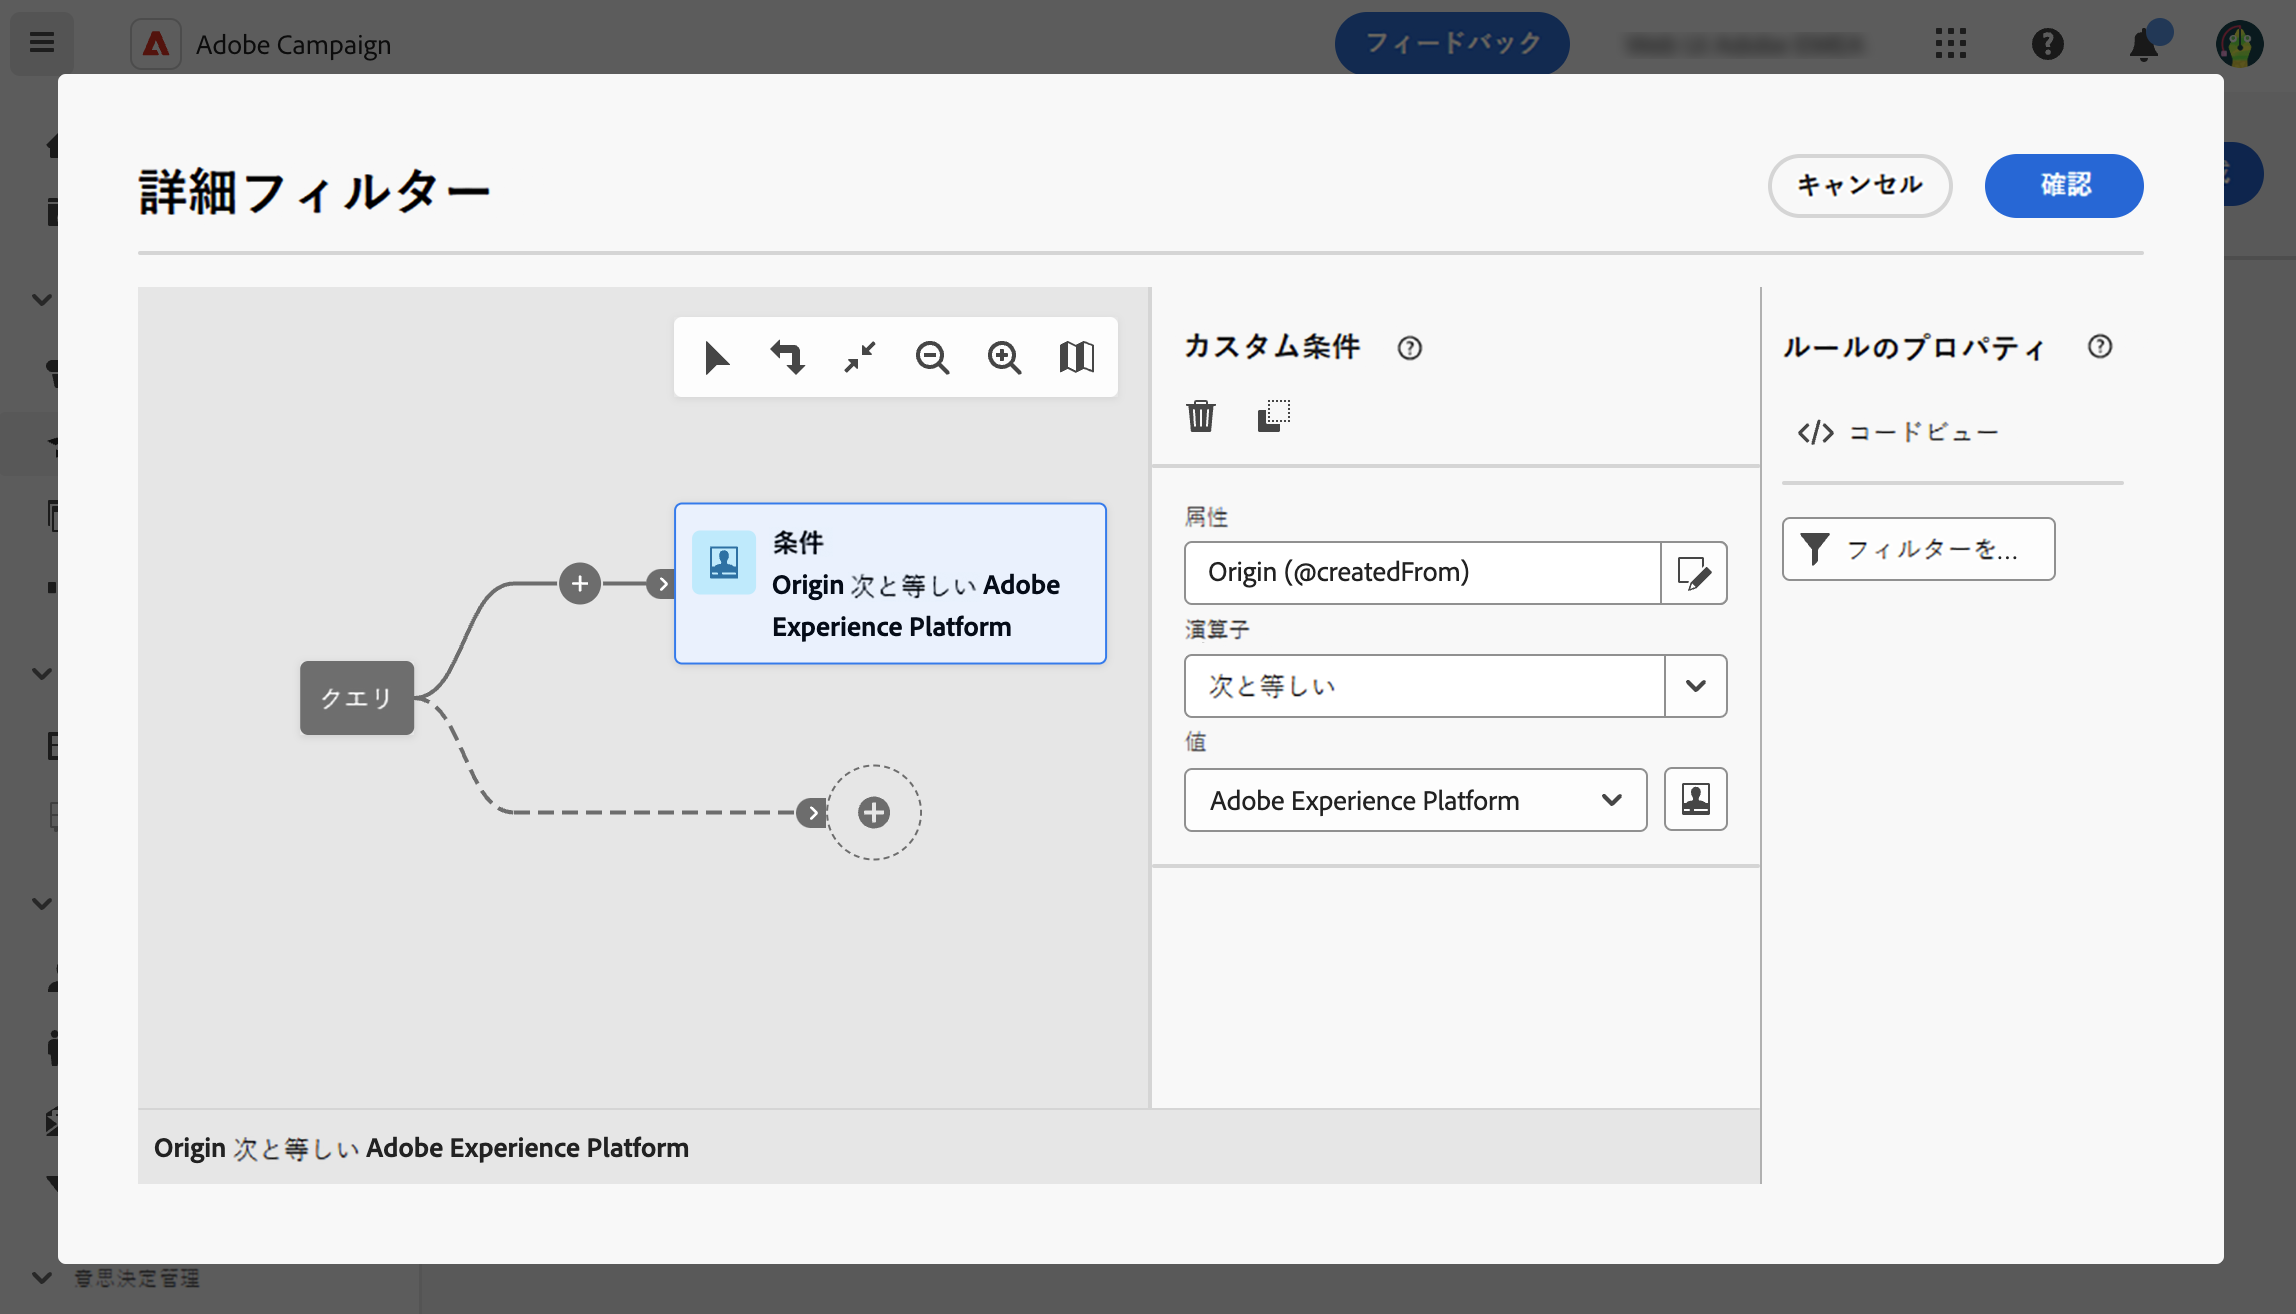 Adobe Campaign
フィードバック
詳細フィルター
キャンセル
確認
カスタム条件
ルールのプロパティ
</> コードビュー
フィルターを...
属性
Origin (@createdFrom)
演算子
次と等しい
値
Adobe Experience Platform
条件
Origin 次と等しい Adobe
Experience Platform
クエリ
Origin 次と等しい Adobe Experience Platform
意思決定管理